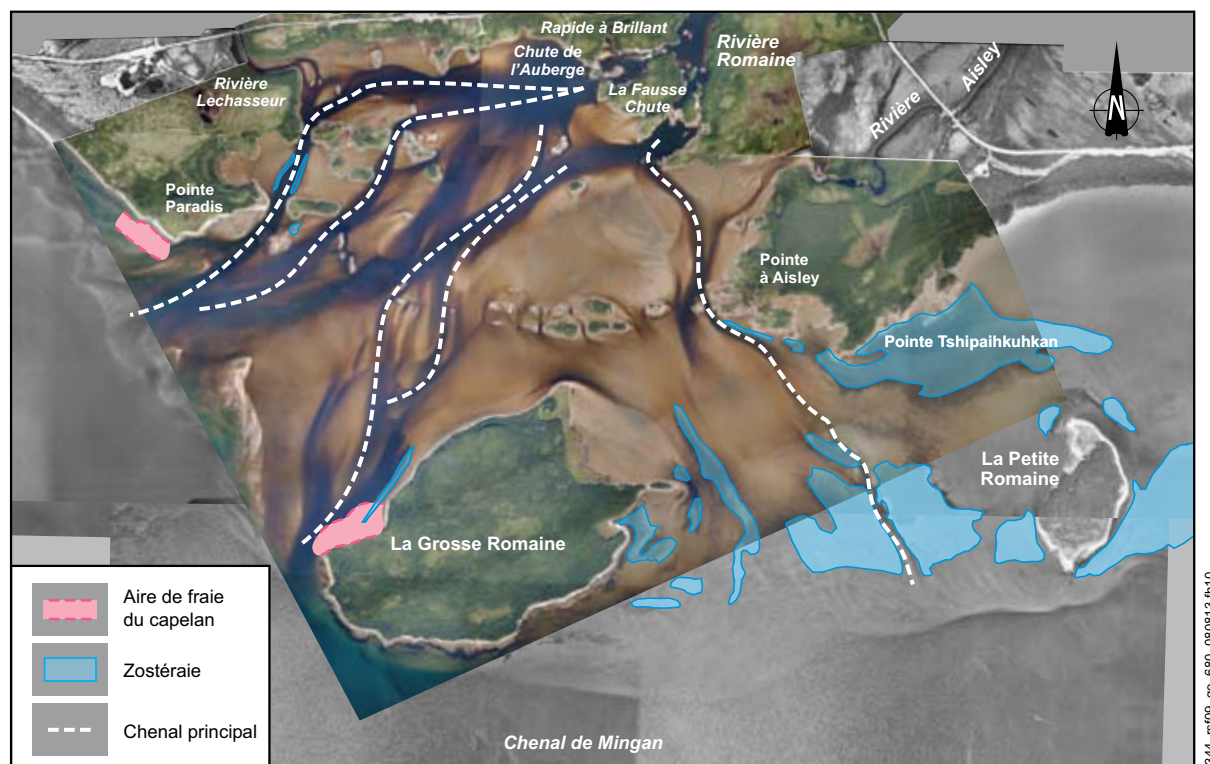 Rapide à Brillant
Chute de
l'Auberge
Rivière
Romaine
Rivière
Lechasseur
La Fausse
Chute
Rivière Aisley
N
Pointe
Paradis
Pointe
à Aisley
Pointe Tshipaihkuhkan
La Petite
Romaine
La Grosse Romaine
Aire de fraie
du capelan
Zostéraie
Chenal principal
Chenal de Mingan